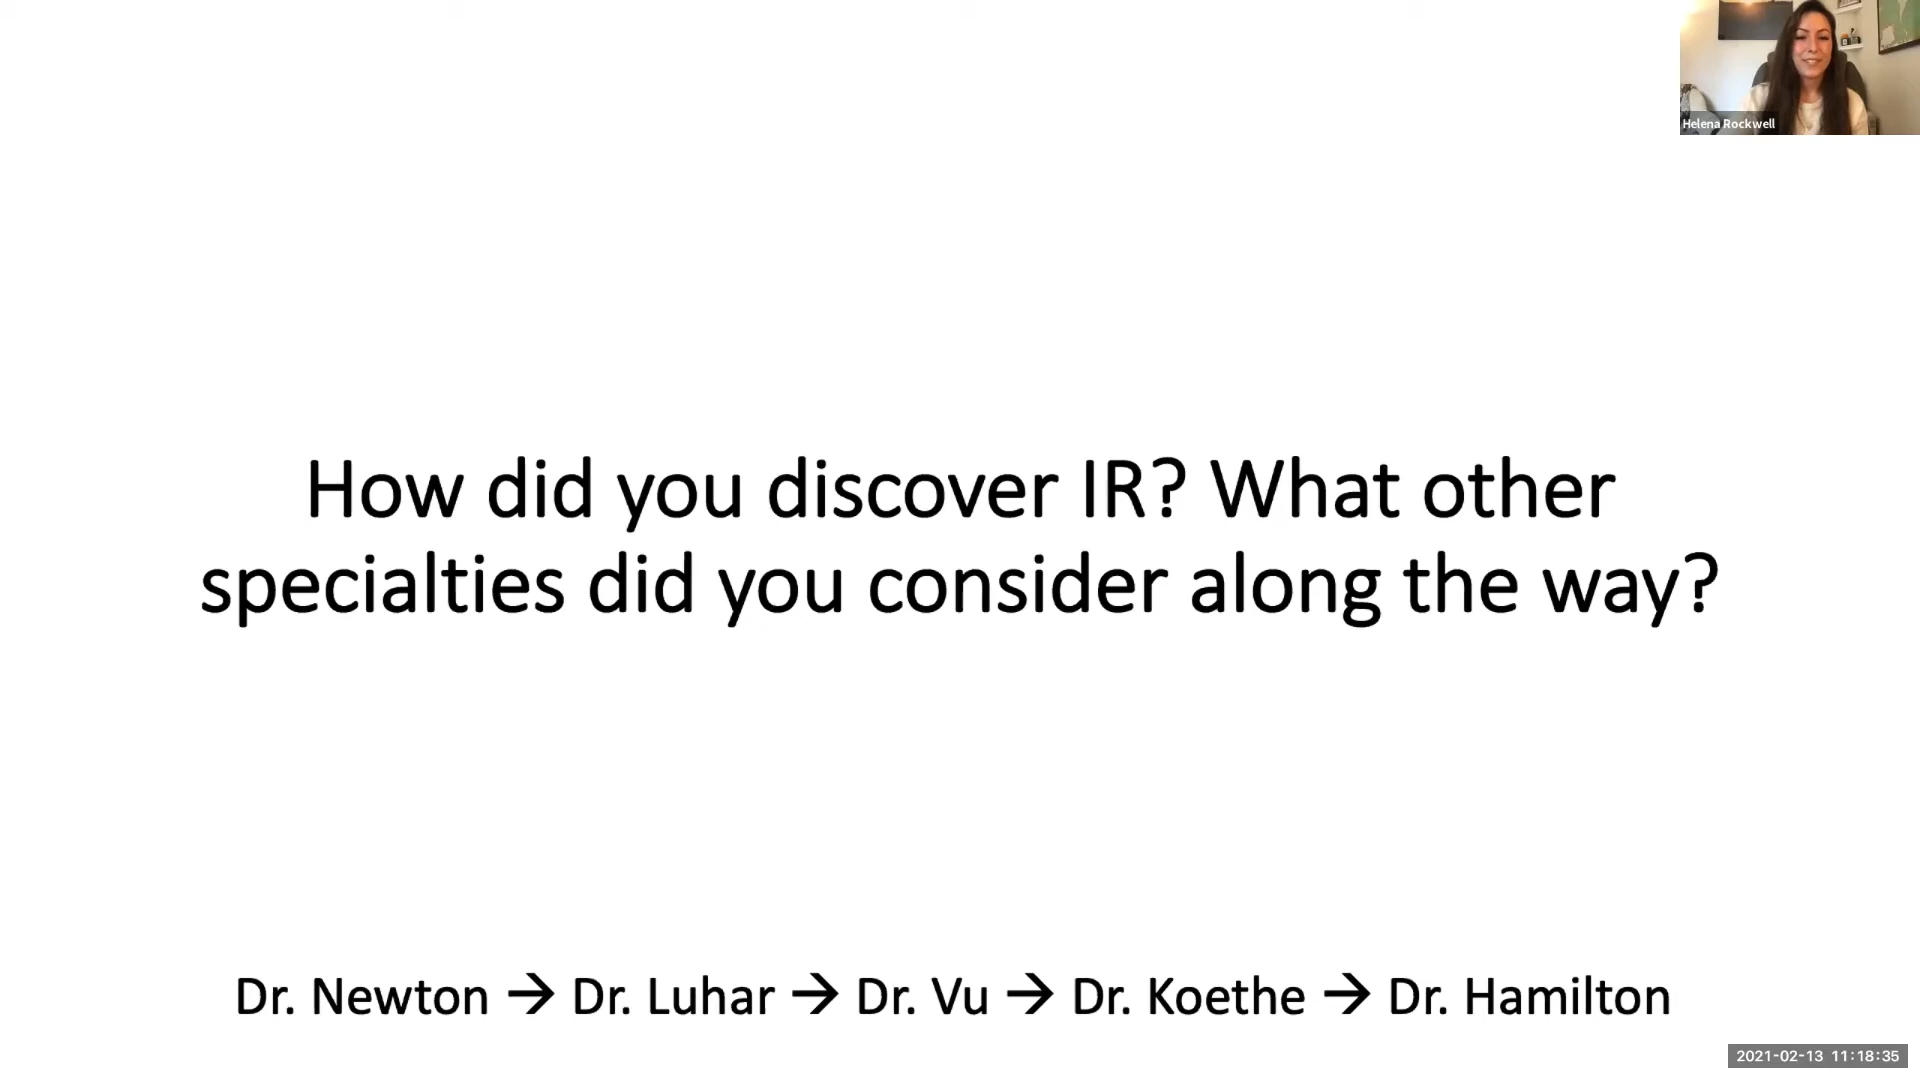 Helena Rockwell
How did you discover IR? What other
specialties did you consider along the way?
Dr. Newton → Dr. Luhar → Dr. Vu → Dr. Koethe → Dr. Hamilton
2021-02-13 11:18:35